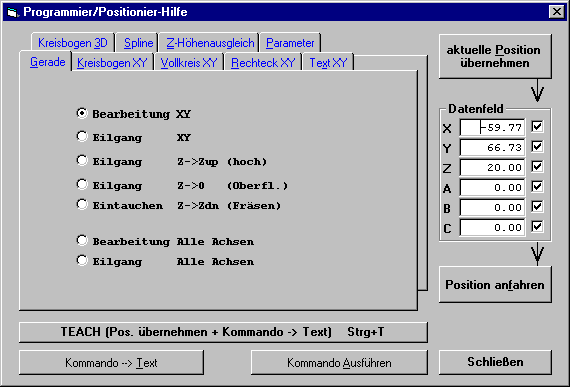 Programmier/Positionier-Hilfe
Kreisbogen 3D Spline Z-Höhenausgleich Parameter
Gerade Kreisbogen XY Vollkreis XY Rechteck XY Text XY
Bearbeitung XY
Eilgang XY
Eilgang Z->Zup (hoch)
Eilgang Z->0 (Oberfl.)
Eintauchen Z->Zdn (Fräsen)
Bearbeitung Alle Achsen
Eilgang Alle Achsen
aktuelle Position
übernehmen
Datenfeld
X -59.77
Y 66.73
Z 20.00
A 0.00
B 0.00
C 0.00
Position anfahren
TEACH (Pos. übernehmen + Kommando -> Text) Strg+T
Kommando --> Text
Kommando Ausführen
Schließen